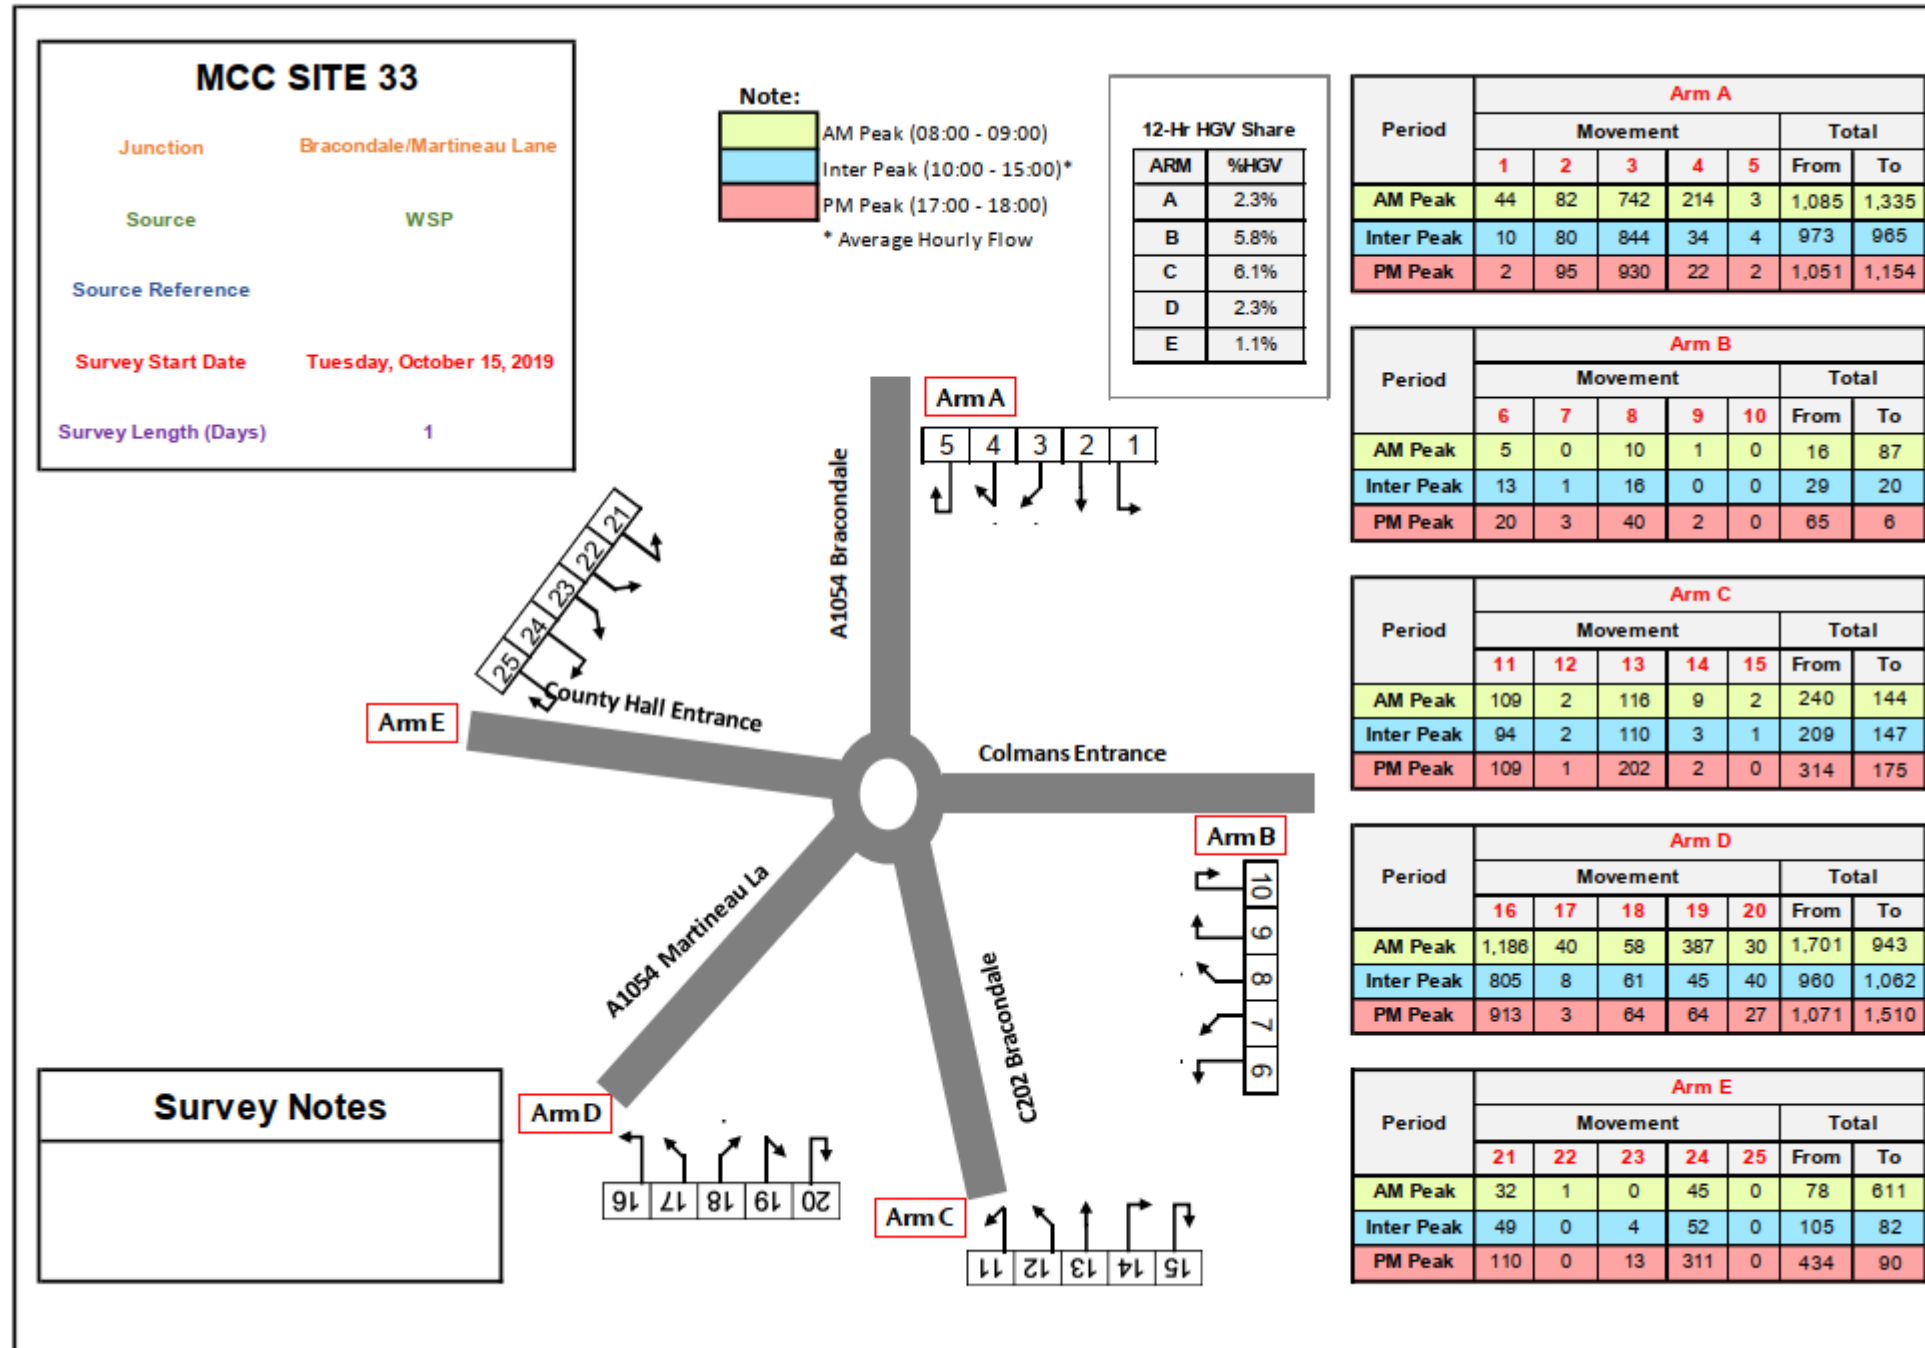 MCC SITE 33
Junction Bracondale/Martineau Lane
Source WSP
Source Reference
Survey Start Date Tuesday, October 15, 2019
Survey Length (Days) 1
Note:
AM Peak (08:00 - 09:00)
Inter Peak (10:00 - 15:00)*
PM Peak (17:00 - 18:00)
* Average Hourly Flow
12-Hr HGV Share
ARM %HGV
A 2.3%
B 5.8%
C 6.1%
D 2.3%
E 1.1%
Arm A
5 4 3 2 1
A1054 Bracondale
21
22
23
24
25
Arm E
County Hall Entrance
Colmans Entrance
Arm B
10
9
8
7
6
A1054 Martineau La
C202 Bracondale
Arm D
16 17 18 19 20
Arm C
11 12 13 14 15
Survey Notes
Period Arm A
Movement Total
1 2 3 4 5 From To
AM Peak 44 82 742 214 3 1,085 1,335
Inter Peak 10 80 844 34 4 973 965
PM Peak 2 95 930 22 2 1,051 1,154
Period Arm B
Movement Total
6 7 8 9 10 From To
AM Peak 5 0 10 1 0 16 87
Inter Peak 13 1 16 0 0 29 20
PM Peak 20 3 40 2 0 65 6
Period Arm C
Movement Total
11 12 13 14 15 From To
AM Peak 109 2 116 9 2 240 144
Inter Peak 94 2 110 3 1 209 147
PM Peak 109 1 202 2 0 314 175
Period Arm D
Movement Total
16 17 18 19 20 From To
AM Peak 1,186 40 58 387 30 1,701 943
Inter Peak 805 8 61 45 40 960 1,062
PM Peak 913 3 64 64 27 1,071 1,510
Period Arm E
Movement Total
21 22 23 24 25 From To
AM Peak 32 1 0 45 0 78 611
Inter Peak 49 0 4 52 0 105 82
PM Peak 110 0 13 311 0 434 90